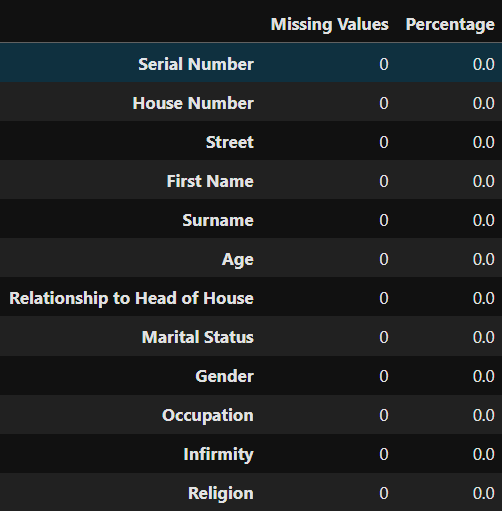 Missing Values Percentage
Serial Number 0 0.0
House Number 0 0.0
Street 0 0.0
First Name 0 0.0
Surname 0 0.0
Age 0 0.0
Relationship to Head of House 0 0.0
Marital Status 0 0.0
Gender 0 0.0
Occupation 0 0.0
Infirmity 0 0.0
Religion 0 0.0